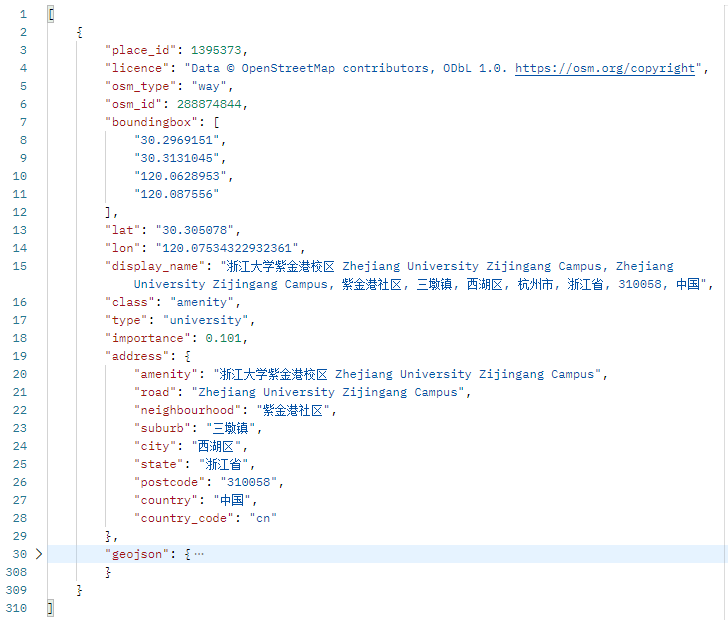 1 [
2 {
3 "place_id": 1395373,
4 "licence": "Data © OpenStreetMap contributors, ODbL 1.0. https://osm.org/copyright",
5 "osm_type": "way",
6 "osm_id": 288874844,
7 "boundingbox": [
8 "30.2969151",
9 "30.3131045",
10 "120.0628953",
11 "120.087556"
12 ],
13 "lat": "30.305078",
14 "lon": "120.07534322932361",
15 "display_name": "浙江大学紫金港校区 Zhejiang University Zijingang Campus, Zhejiang
University Zijingang Campus, 紫金港社区, 三墩镇, 西湖区, 杭州市, 浙江省, 310058, 中国",
16 "class": "amenity",
17 "type": "university",
18 "importance": 0.101,
19 "address": {
20 "amenity": "浙江大学紫金港校区 Zhejiang University Zijingang Campus",
21 "road": "Zhejiang University Zijingang Campus",
22 "neighbourhood": "紫金港社区",
23 "suburb": "三墩镇",
24 "city": "西湖区",
25 "state": "浙江省",
26 "postcode": "310058",
27 "country": "中国",
28 "country_code": "cn"
29 },
30 "geojson": { ⋯
308 }
309 }
310 ]